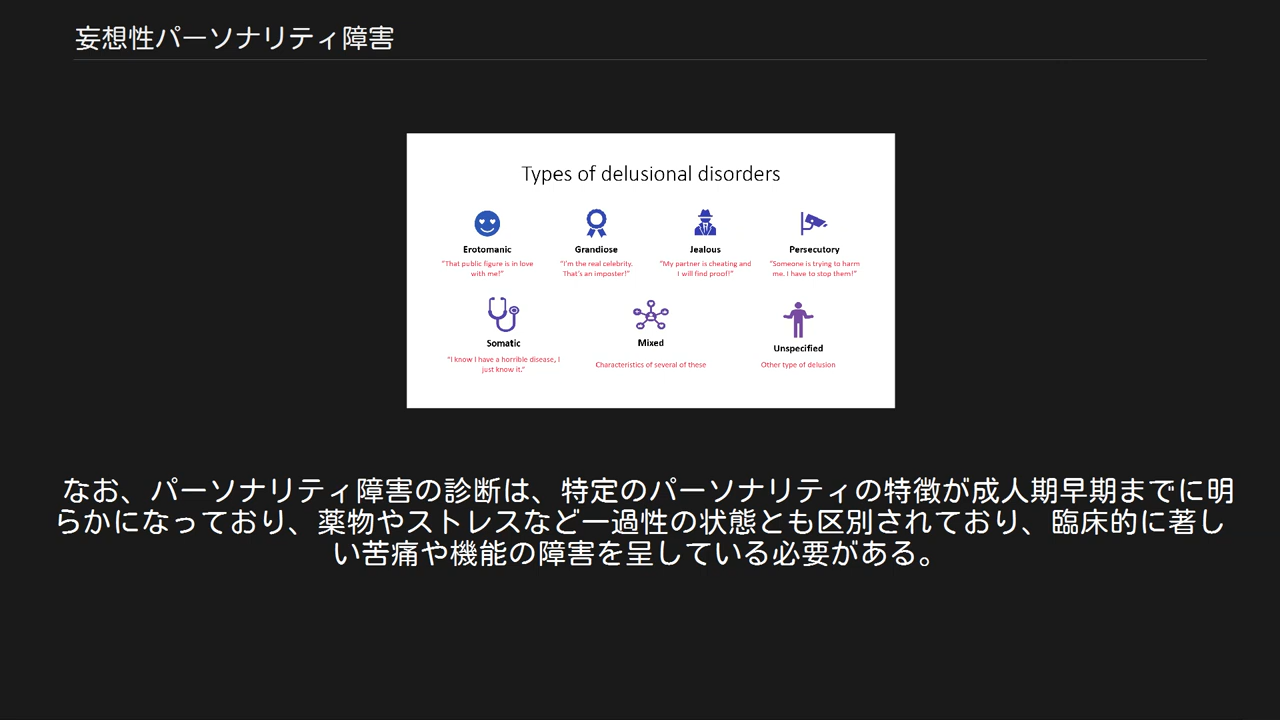 妄想性パーソナリティ障害
Types of delusional disorders
Erotomanic
Grandiose
Jealous
Persecutory
"That public figure is in love
with me!"
"I'm the real celebrity.
That's an imposter!"
"My partner is cheating and
I will find proof!"
"Someone is trying to harm
me. I have to stop them!"
Somatic
Mixed
Unspecified
"I know I have a horrible disease, I
just know it."
Characteristics of several of these
Other type of delusion
なお、パーソナリティ障害の診断は、特定のパーソナリティの特徴が成人期早期までに明
らかになっており、薬物やストレスなど一過性の状態とも区別されており、臨床的に著し
い苦痛や機能の障害を呈している必要がある。